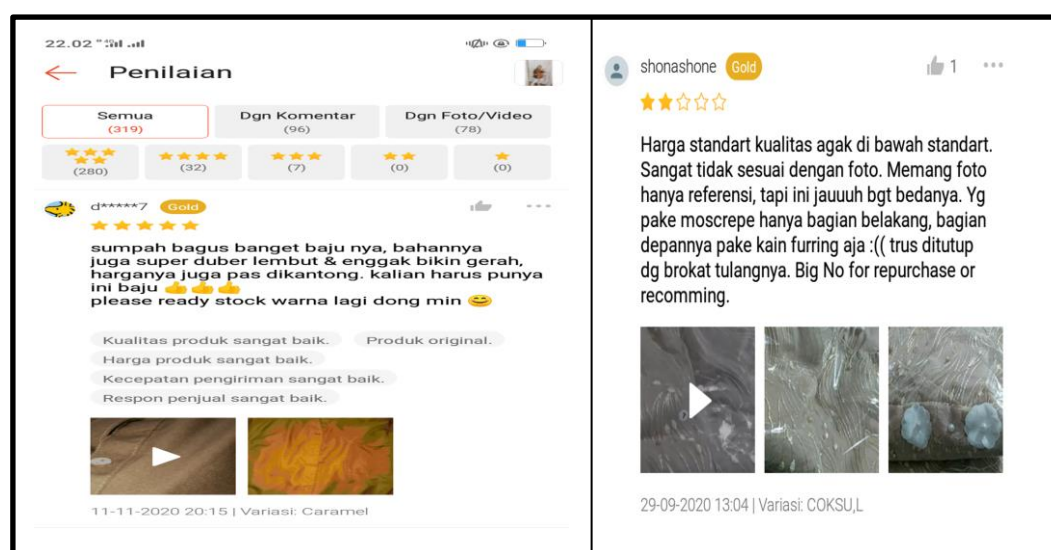 22.02
Penilaian
Semua
(319)
Dgn Komentar
(96)
Dgn Foto/Video
(78)
(280)
(32)
(7)
(0)
(0)
d*****7 Gold
sumpah bagus banget baju nya, bahannya
juga super duber lembut & enggak bikin gerah,
harganya juga pas dikantong. kalian harus punya
ini baju 👍👍👍
please ready stock warna lagi dong min 😄
Kualitas produk sangat baik. Produk original.
Harga produk sangat baik.
Kecepatan pengiriman sangat baik.
Respon penjual sangat baik.
11-11-2020 20:15 | Variasi: Caramel
shonashone Gold 1
Harga standart kualitas agak di bawah standart.
Sangat tidak sesuai dengan foto. Memang foto
hanya referensi, tapi ini jauuuh bgt bedanya. Yg
pake moscrepe hanya bagian belakang, bagian
depannya pake kain furring aja :(( trus ditutup
dg brokat tulangnya. Big No for repurchase or
recomming.
29-09-2020 13:04 | Variasi: COKSU,L